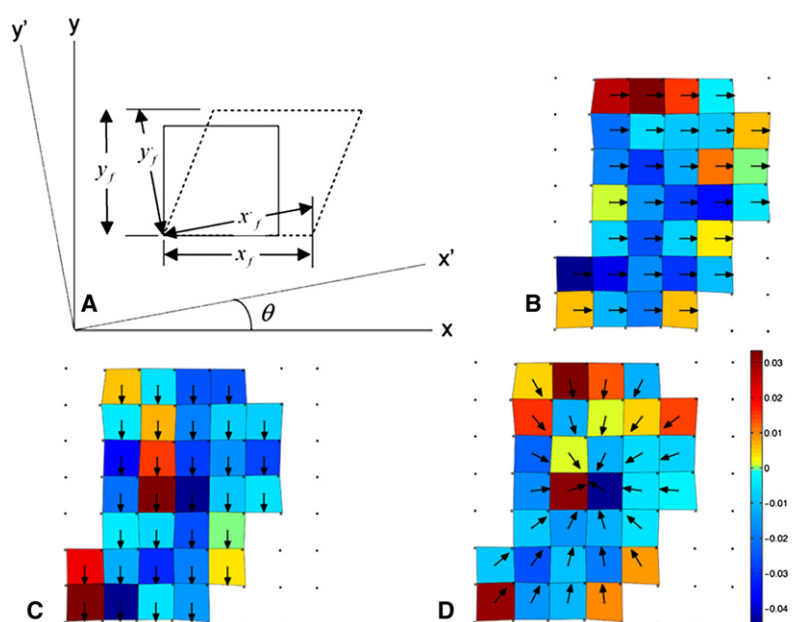 y'
y
y_f
y'_f
x'_f
x_f
x'
A
θ
x
B
C
D
0.03
0.02
0.01
0
-0.01
-0.02
-0.03
-0.04